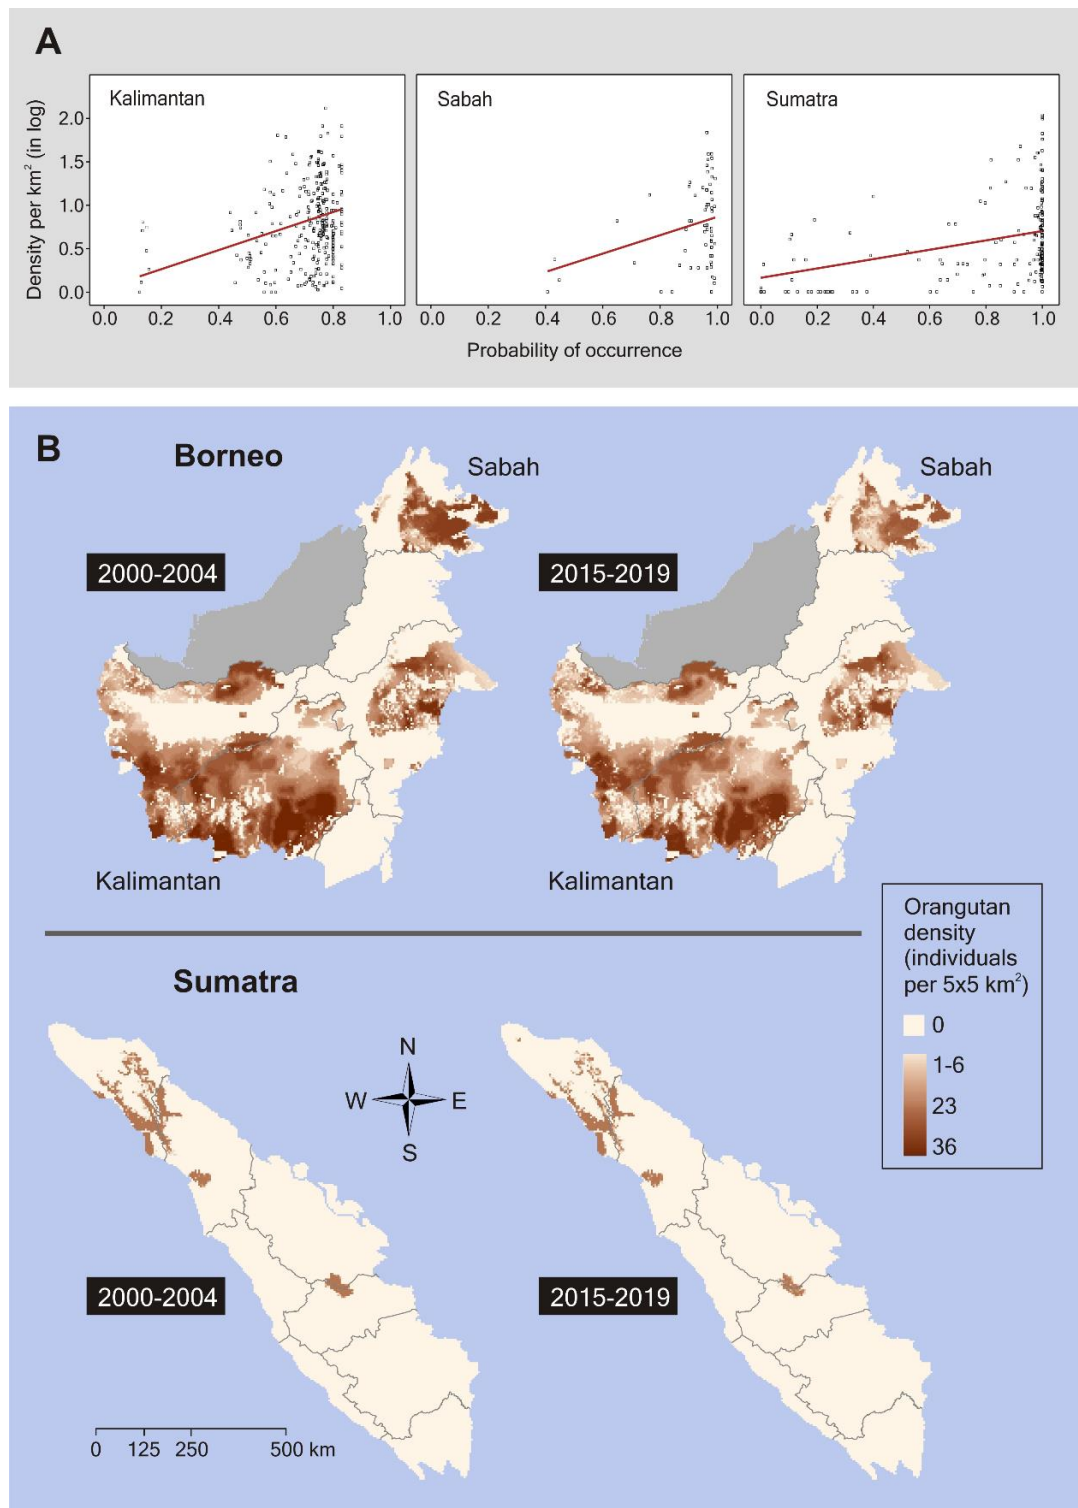 A
Kalimantan
Sabah
Sumatra
Density per km² (in log)
2.0
1.5
1.0
0.5
0.0
0.0 0.2 0.4 0.6 0.8 1.0
0.0 0.2 0.4 0.6 0.8 1.0
0.0 0.2 0.4 0.6 0.8 1.0
Probability of occurrence
B
Borneo
Sabah
Sabah
2000-2004
2015-2019
Kalimantan
Kalimantan
Orangutan
density
(individuals
per 5x5 km²)
0
1-6
23
36
Sumatra
N
W E
S
2000-2004
2015-2019
0 125 250 500 km